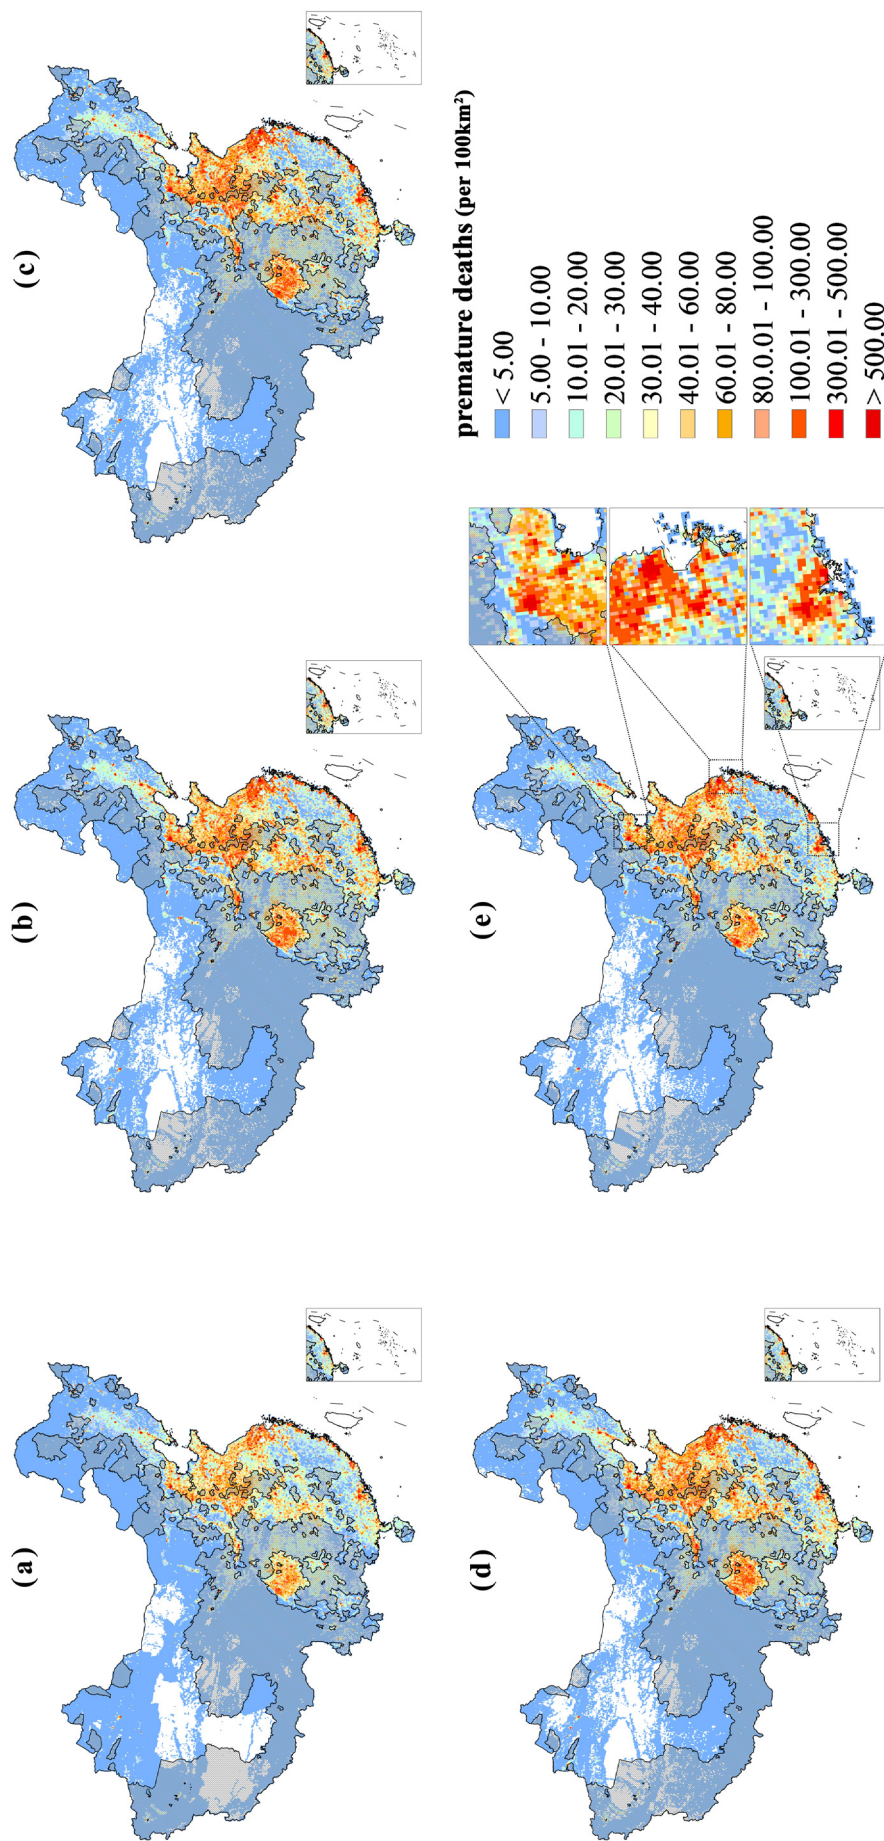 (a)
(b)
(c)
(d)
(e)
premature deaths (per 100km²)
< 5.00
5.00 - 10.00
10.01 - 20.00
20.01 - 30.00
30.01 - 40.00
40.01 - 60.00
60.01 - 80.00
80.0.01 - 100.00
100.01 - 300.00
300.01 - 500.00
> 500.00